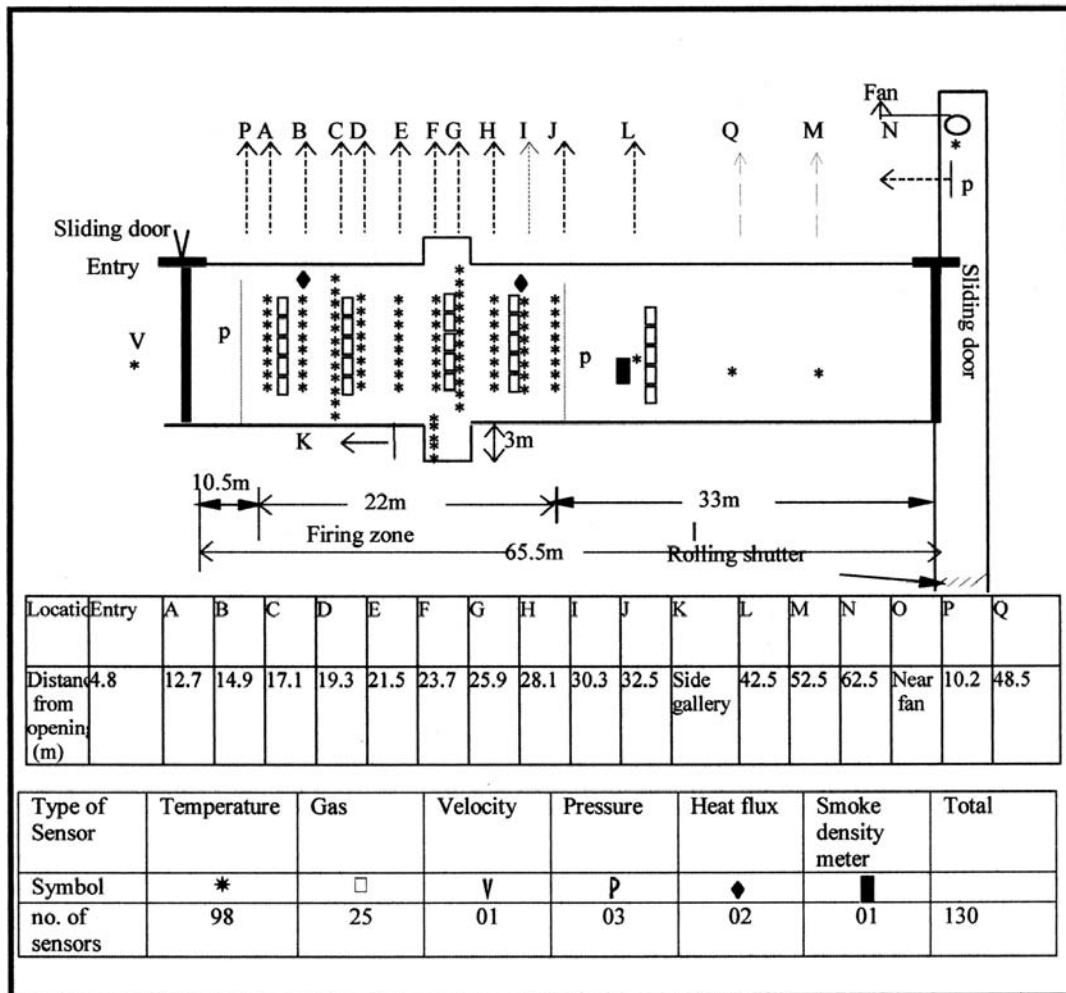 Fan
P A B C D E F G H I J L Q M N
p
Sliding door
Entry
Sliding door
V
p
p
K
3m
10.5m
22m
33m
Firing zone
65.5m
Rolling shutter
Locatic Entry A B C D E F G H I J K L M N O P Q
Distanc 4.8 12.7 14.9 17.1 19.3 21.5 23.7 25.9 28.1 30.3 32.5 Side 42.5 52.5 62.5 Near 10.2 48.5
from gallery fan
opening
(m)
Type of Temperature Gas Velocity Pressure Heat flux Smoke Total
Sensor density
meter
Symbol V P
no. of 98 25 01 03 02 01 130
sensors